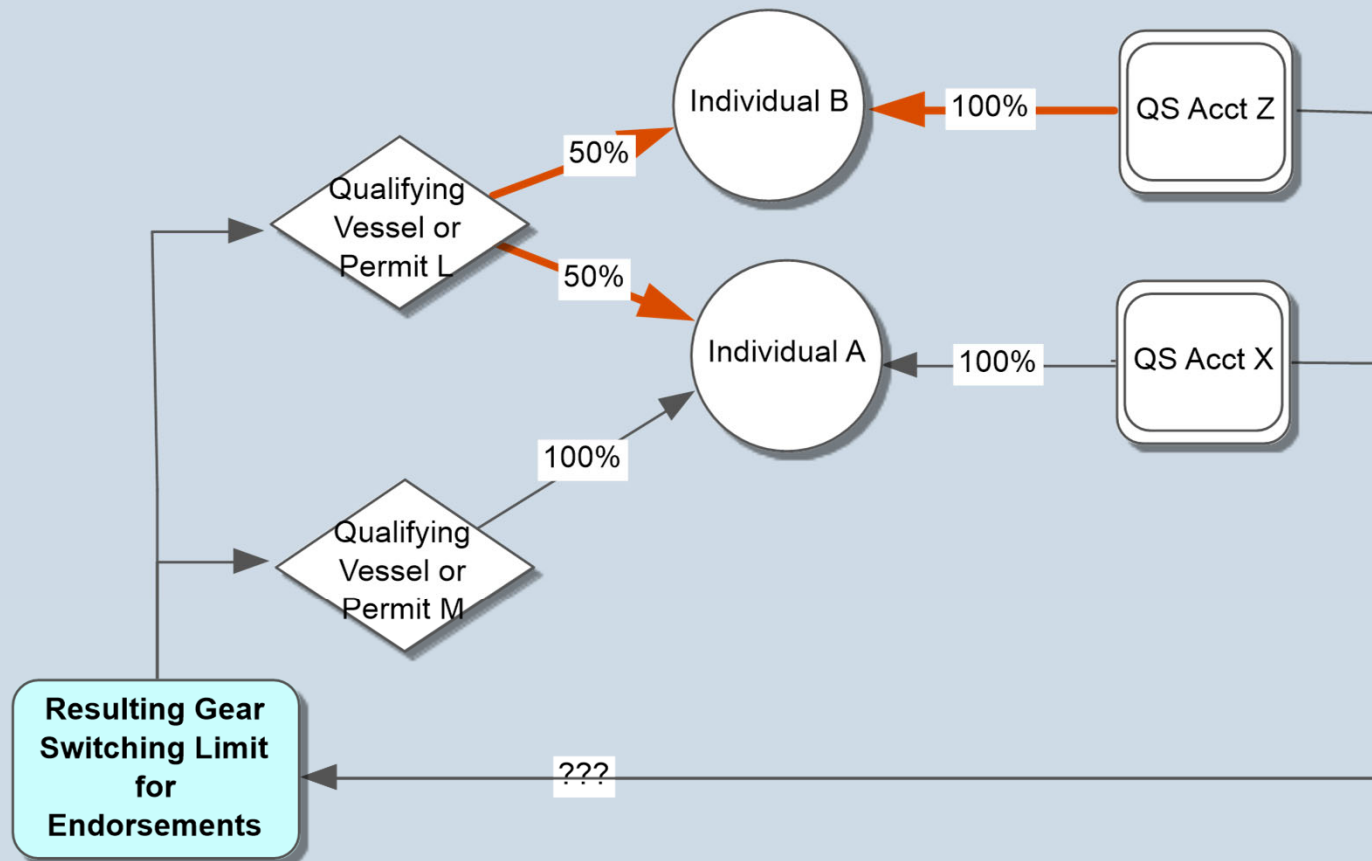 Individual B
100%
QS Acct Z
50%
Qualifying
Vessel or
Permit L
50%
Individual A
100%
QS Acct X
100%
Qualifying
Vessel or
Permit M
Resulting Gear
Switching Limit
for
Endorsements
???